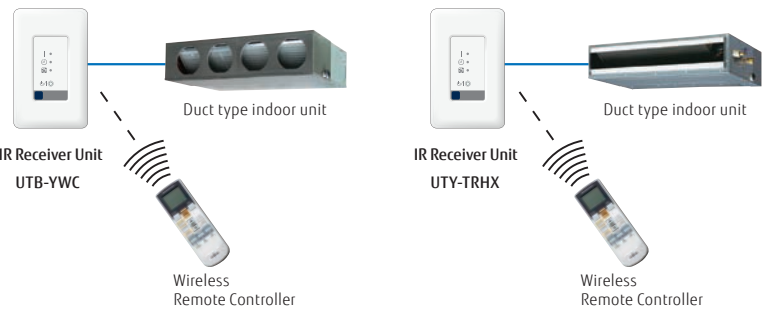 Duct type indoor unit
IR Receiver Unit
UTB-YWC
Wireless
Remote Controller
Duct type indoor unit
IR Receiver Unit
UTY-TRHX
Wireless
Remote Controller